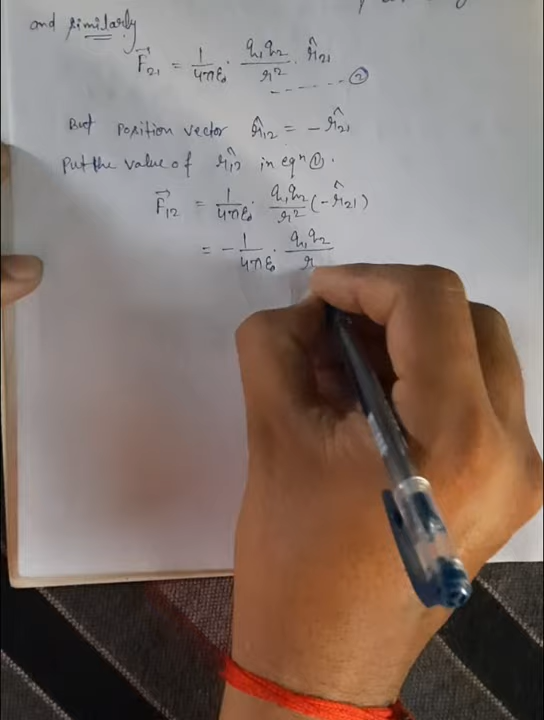 and similarly
F⃗₂₁ = 1/4πε₀ · q₁q₂/r² · r̂₂₁
-------②
But position vector r̂₁₂ = -r̂₂₁
Put the value of r̂₁₂ in eqⁿ ①.
F⃗₁₂ = 1/4πε₀ · q₁q₂/r² (-r̂₂₁)
= -1/4πε₀ · q₁q₂/r